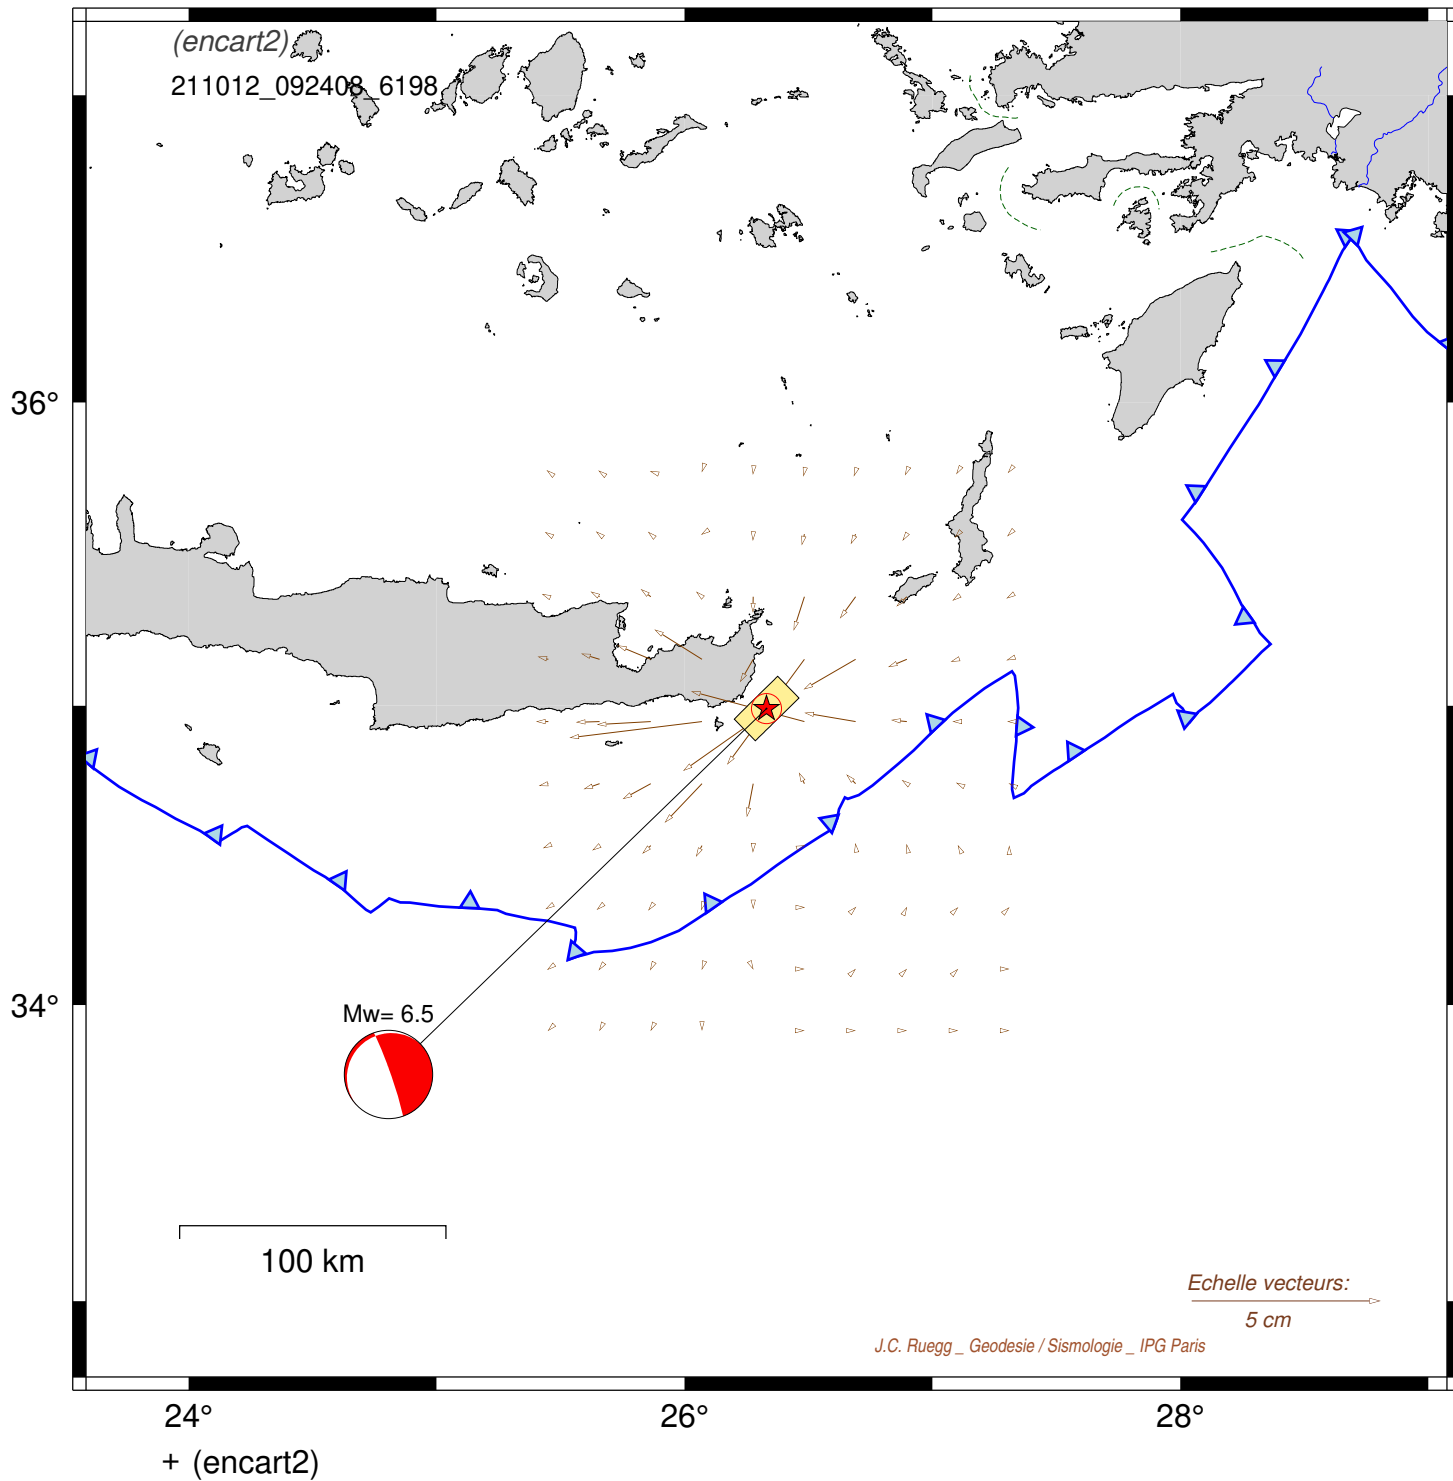 (encart2)
211012_092408_6198
36°
34°
Mw= 6.5
100 km
Echelle vecteurs:
5 cm
J.C. Ruegg _ Geodesie / Sismologie _ IPG Paris
24°
26°
28°
+ (encart2)